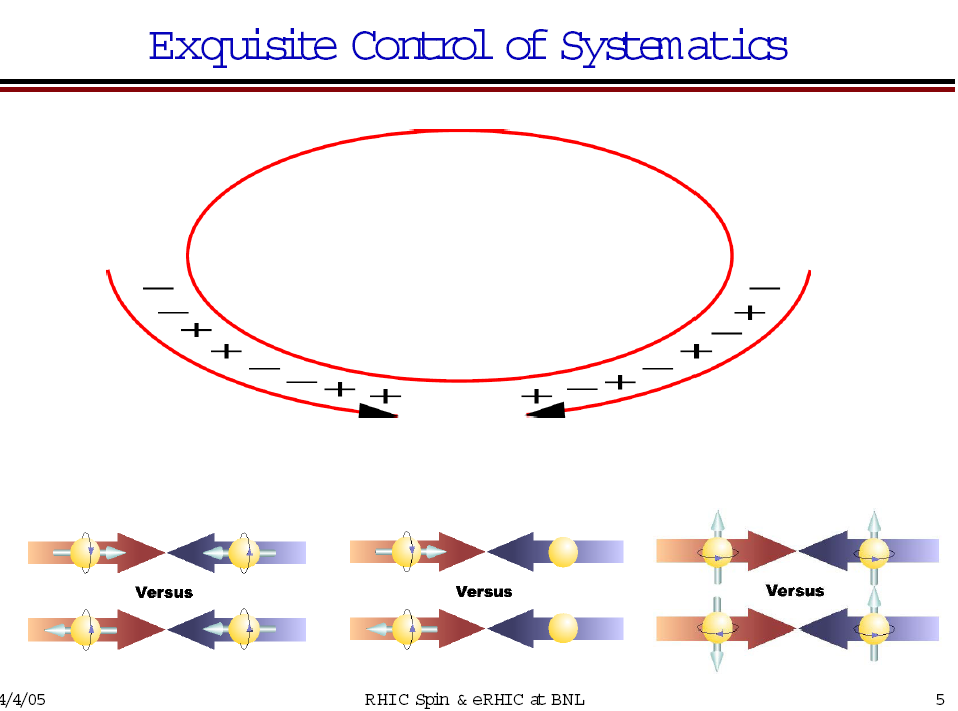 Exquisite Control of Systematics
— — + + — — + + + — + — + — + —
Versus Versus Versus
4/4/05 RHIC Spin & eRHIC at BNL 5